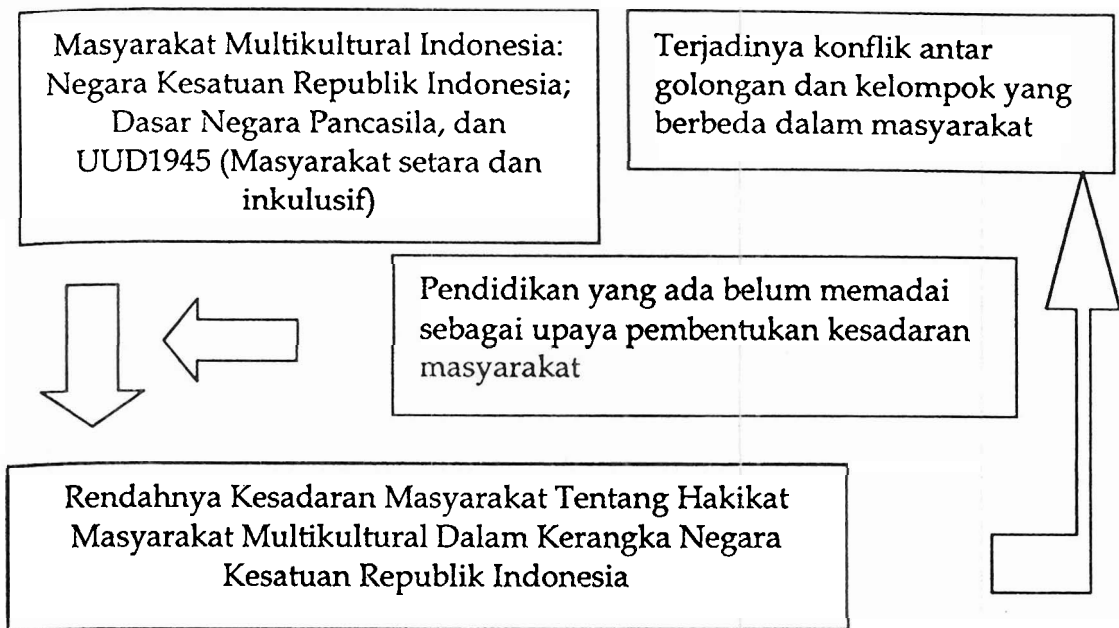 Masyarakat Multikultural Indonesia:
Negara Kesatuan Republik Indonesia;
Dasar Negara Pancasila, dan
UUD1945 (Masyarakat setara dan
inkulusif)
Terjadinya konflik antar
golongan dan kelompok yang
berbeda dalam masyarakat
Pendidikan yang ada belum memadai
sebagai upaya pembentukan kesadaran
masyarakat
Rendahnya Kesadaran Masyarakat Tentang Hakikat
Masyarakat Multikultural Dalam Kerangka Negara
Kesatuan Republik Indonesia